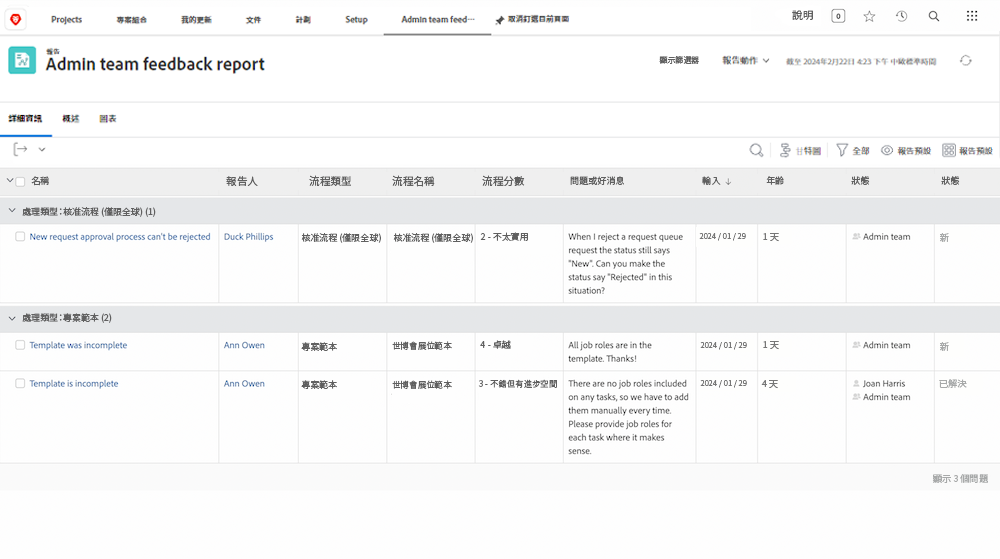 Projects 專案組合 我的更新 文件 計劃 Setup Admin team feed··· 取消釘選目前頁面 說明 0
報告
Admin team feedback report
顯示篩選器 報告動作 截至 2024年2月22日 4:23 下午 中歐標準時間
詳細資訊 概述 圖表
甘特圖 全部 報告預設 報告預設
名稱 報告人 流程類型 流程名稱 流程分數 問題或好消息 輸入 ↓ 年齡 狀態 狀態
處理類型：核准流程 (僅限全球) (1)
New request approval process can't be rejected Duck Phillips 核准流程 (僅限全球) 核准流程 (僅限全球) 2 - 不太實用 When I reject a request queue 2024 / 01 / 29 1 天 Admin team 新
request the status still says
"New". Can you make the
status say "Rejected" in this
situation?
處理類型：專案範本 (2)
Template was incomplete Ann Owen 專案範本 世博會展位範本 4 - 卓越 All job roles are in the 2024 / 01 / 29 1 天 Admin team 新
template. Thanks!
Template is incomplete Ann Owen 專案範本 世博會展位範本 3 - 不錯但有進步空間 There are no job roles included 2024 / 01 / 29 4 天 Joan Harris 已解決
on any tasks, so we have to add Admin team
them manually every time.
Please provide job roles for
each task where it makes
sense.
顯示 3 個問題